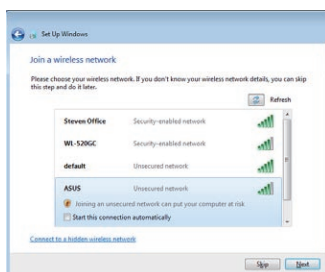 Set Up Windows
Join a wireless network
Please choose your wireless network. If you don't know your wireless network details, you can skip
this step and do it later.
Refresh
Steven Office Security-enabled network
WL-520GC Security-enabled network
default Unsecured network
ASUS Unsecured network
Joining an unsecured network can put your computer at risk
Start this connection automatically
Connect to a hidden wireless network
Skip Next